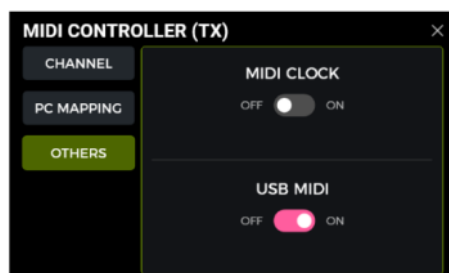 MIDI CONTROLLER (TX)
CHANNEL
PC MAPPING
OTHERS
MIDI CLOCK
OFF ON
USB MIDI
OFF ON